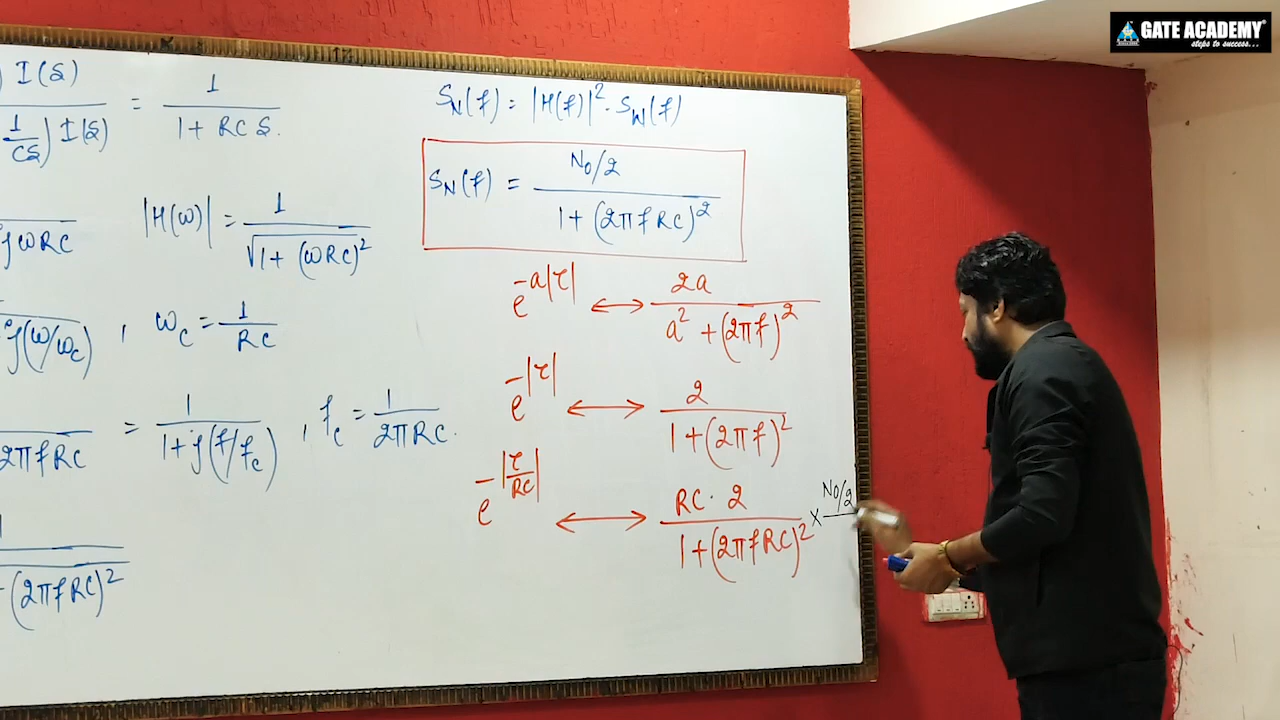 GATE ACADEMY
steps to success...
) I(s) / (1/Cs) I(s) = 1 / 1 + RCs.
jωRC
|H(ω)| = 1 / √1 + (ωRC)²
j(ω/ωc) , ωc = 1/RC
2πfRC = 1 / 1 + j(f/fc) , fc = 1 / 2πRC.
1 / (2πfRC)²
SN(f) = |H(f)|² · SW(f)
SN(f) = N0/2 / 1 + (2πfRC)²
e^-a|τ| ↔ 2a / a² + (2πf)²
e^-|τ| ↔ 2 / 1 + (2πf)²
e^-|τ/RC| ↔ RC · 2 / 1 + (2πfRC)² × N0/2